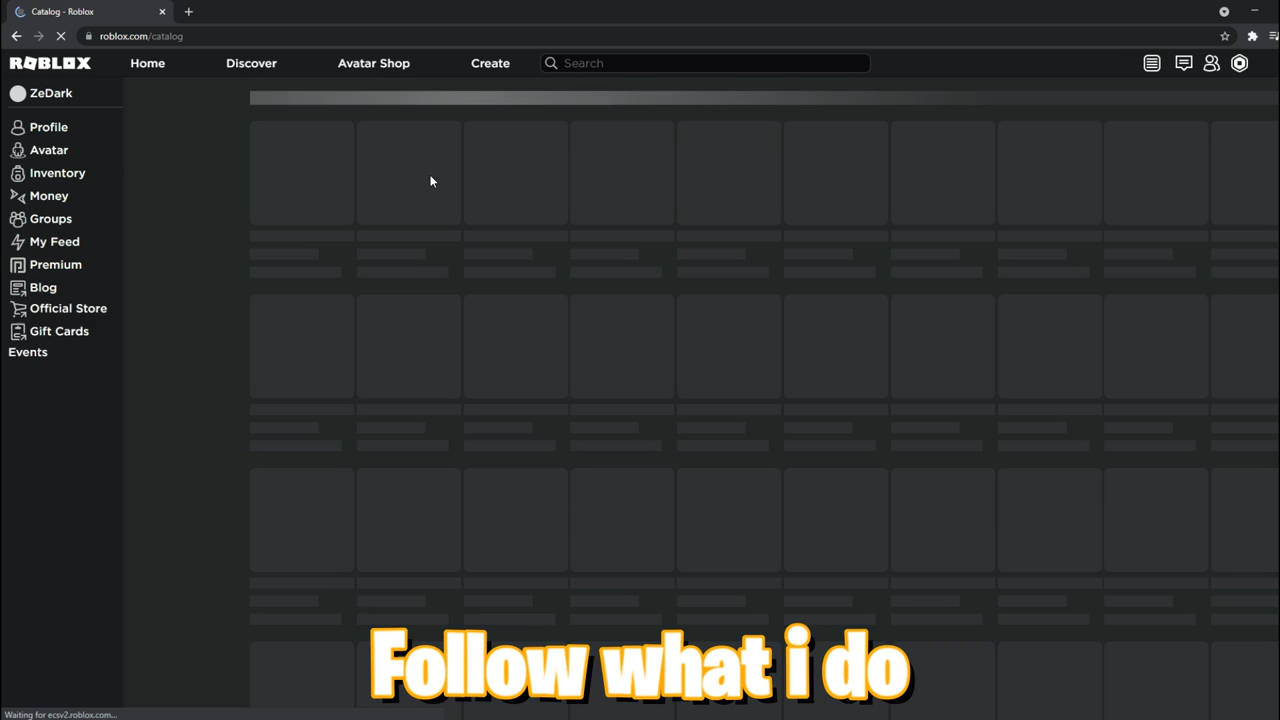 Catalog - Roblox
roblox.com/catalog
ROBLOX Home Discover Avatar Shop Create Search
ZeDark
Profile
Avatar
Inventory
Money
Groups
My Feed
Premium
Blog
Official Store
Gift Cards
Events
Follow what i do
Waiting for ecsv2.roblox.com...